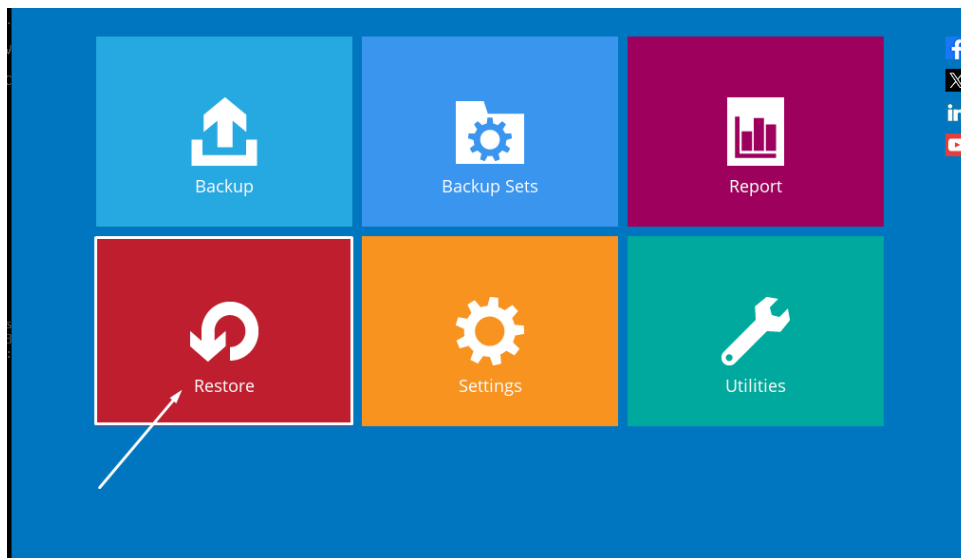 Backup
Backup Sets
Report
Restore
Settings
Utilities